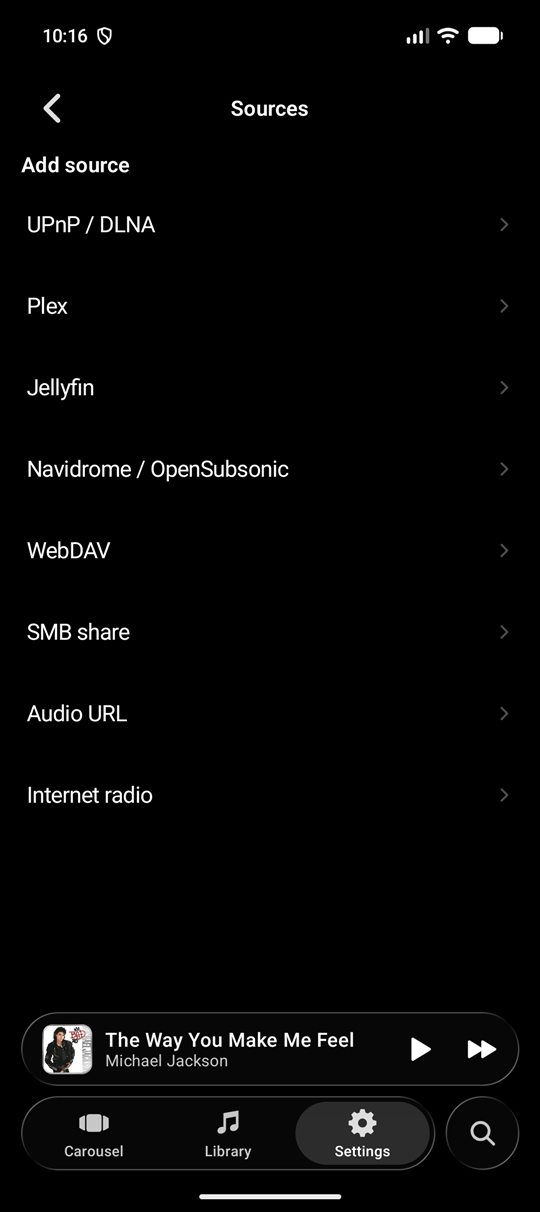 10:16
Sources
Add source
UPnP / DLNA
Plex
Jellyfin
Navidrome / OpenSubsonic
WebDAV
SMB share
Audio URL
Internet radio
The Way You Make Me Feel
Michael Jackson
Carousel
Library
Settings